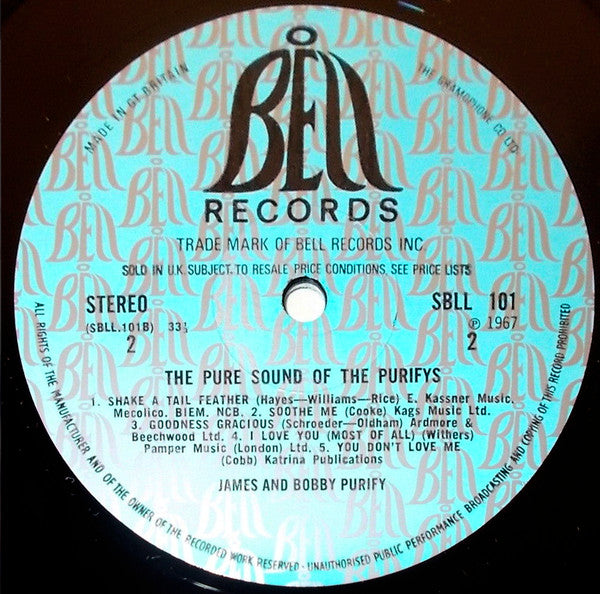 BELL
RECORDS
MADE IN GT. BRITAIN
THE GRAMOPHONE CO. LTD.
TRADE MARK OF BELL RECORDS INC.
SOLD IN U.K. SUBJECT TO RESALE PRICE CONDITIONS, SEE PRICE LISTS
STEREO
SBLL 101
(SBLL.101B) 33⅓
℗ 1967
2
2
THE PURE SOUND OF THE PURIFYS
1. SHAKE A TAIL FEATHER (Hayes—Williams—Rice) E. Kassner Music.
Mecolico. BIEM. NCB. 2. SOOTHE ME (Cooke) Kags Music Ltd.
3. GOODNESS GRACIOUS (Schroeder—Oldham) Ardmore &
Beechwood Ltd. 4. I LOVE YOU (MOST OF ALL) (Withers)
Pamper Music (London) Ltd. 5. YOU DON'T LOVE ME
(Cobb) Katrina Publications
JAMES AND BOBBY PURIFY
ALL RIGHTS OF THE MANUFACTURER AND OF THE OWNER OF THE RECORDED WORK RESERVED - UNAUTHORISED PUBLIC PERFORMANCE BROADCASTING AND COPYING OF THIS RECORD PROHIBITED